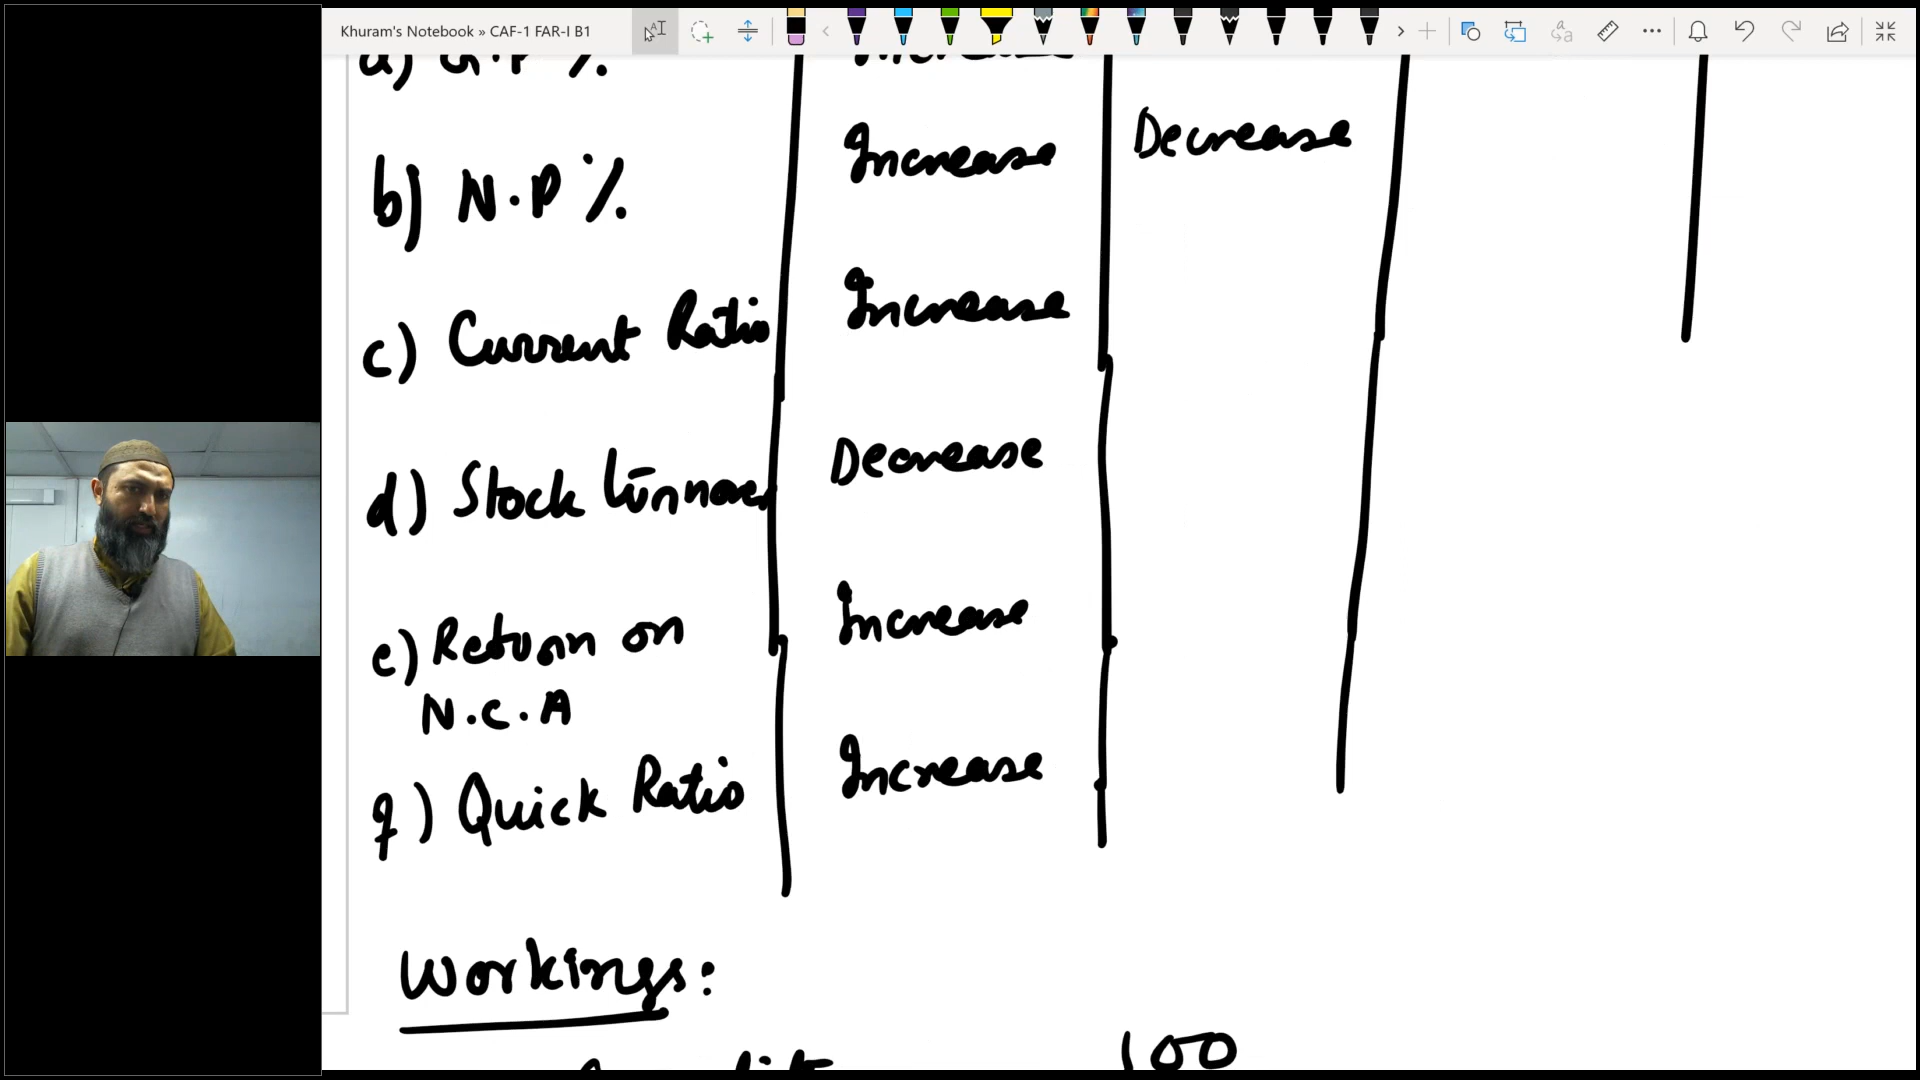 Khuram's Notebook » CAF-1 FAR-I B1
a) G.P %
Increase
b) N.P %
Increase
Decrease
c) Current Ratio
Increase
d) Stock turnover
Decrease
e) Return on
N.C.A
Increase
f) Quick Ratio
Increase
Workings:
100